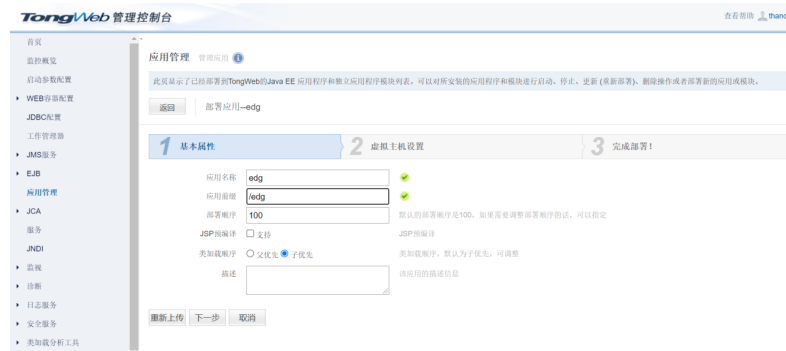 TongWeb 管理控制台
查看帮助 thanc
首页
监控概览
启动参数配置
WEB容器配置
JDBC配置
工作管理器
JMS服务
EJB
应用管理
JCA
服务
JNDI
监视
诊断
日志服务
安全服务
类加载分析工具
应用管理 管理应用
此页显示了已经部署到TongWeb的Java EE 应用程序和独立应用程序模块列表。可以对所安装的应用程序和模块进行启动、停止、更新 (重新部署)、删除操作或者部署新的应用或模块。
返回 部署应用--edg
1 基本属性 2 虚拟主机设置 3 完成部署!
应用名称 edg
应用前缀 /edg
部署顺序 100 默认的部署顺序是100。如果需要调整部署顺序的话，可以指定
JSP预编译 支持 JSP预编译
类加载顺序 父优先 子优先 类加载顺序，默认为子优先，可调整
描述 该应用的描述信息
重新上传 下一步 取消